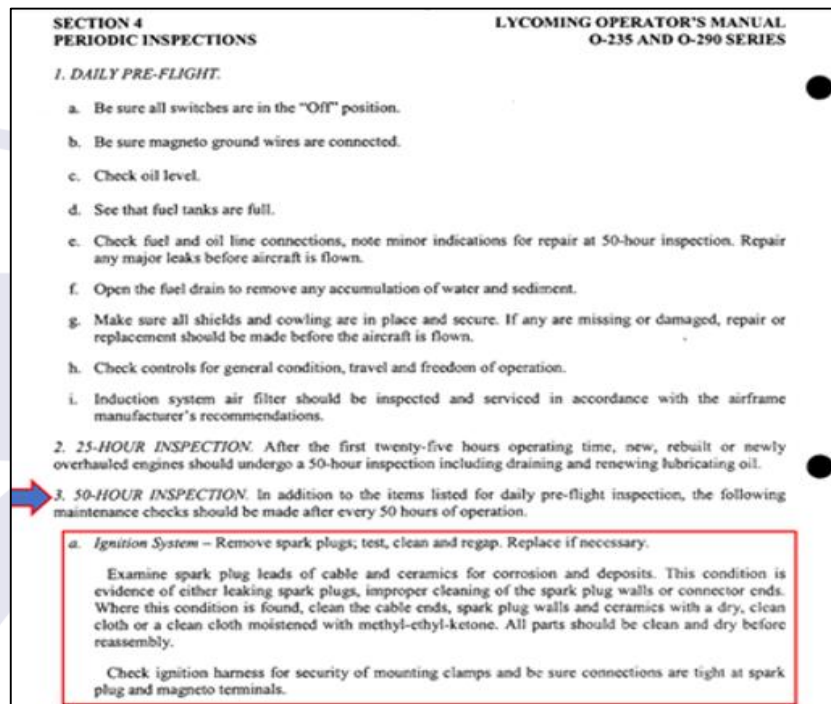 SECTION 4
PERIODIC INSPECTIONS
LYCOMING OPERATOR'S MANUAL
O-235 AND O-290 SERIES
1. DAILY PRE-FLIGHT.
a. Be sure all switches are in the "Off" position.
b. Be sure magneto ground wires are connected.
c. Check oil level.
d. See that fuel tanks are full.
e. Check fuel and oil line connections, note minor indications for repair at 50-hour inspection. Repair
any major leaks before aircraft is flown.
f. Open the fuel drain to remove any accumulation of water and sediment.
g. Make sure all shields and cowling are in place and secure. If any are missing or damaged, repair or
replacement should be made before the aircraft is flown.
h. Check controls for general condition, travel and freedom of operation.
i. Induction system air filter should be inspected and serviced in accordance with the airframe
manufacturer's recommendations.
2. 25-HOUR INSPECTION. After the first twenty-five hours operating time, new, rebuilt or newly
overhauled engines should undergo a 50-hour inspection including draining and renewing lubricating oil.
3. 50-HOUR INSPECTION. In addition to the items listed for daily pre-flight inspection, the following
maintenance checks should be made after every 50 hours of operation.
a. Ignition System – Remove spark plugs; test, clean and regap. Replace if necessary.
Examine spark plug leads of cable and ceramics for corrosion and deposits. This condition is
evidence of either leaking spark plugs, improper cleaning of the spark plug walls or connector ends.
Where this condition is found, clean the cable ends, spark plug walls and ceramics with a dry, clean
cloth or a clean cloth moistened with methyl-ethyl-ketone. All parts should be clean and dry before
reassembly.
Check ignition harness for security of mounting clamps and be sure connections are tight at spark
plug and magneto terminals.